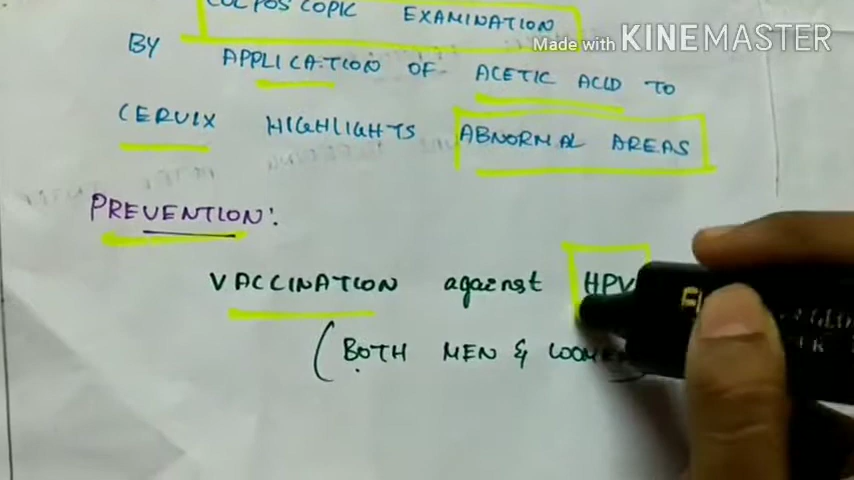 COLPOSCOPIC EXAMINATION
Made with KINEMASTER
BY APPLICATION OF ACETIC ACID TO
CERVIX HIGHLIGHTS ABNORMAL AREAS
PREVENTION:
VACCINATION against HPV
(BOTH MEN & WOMEN